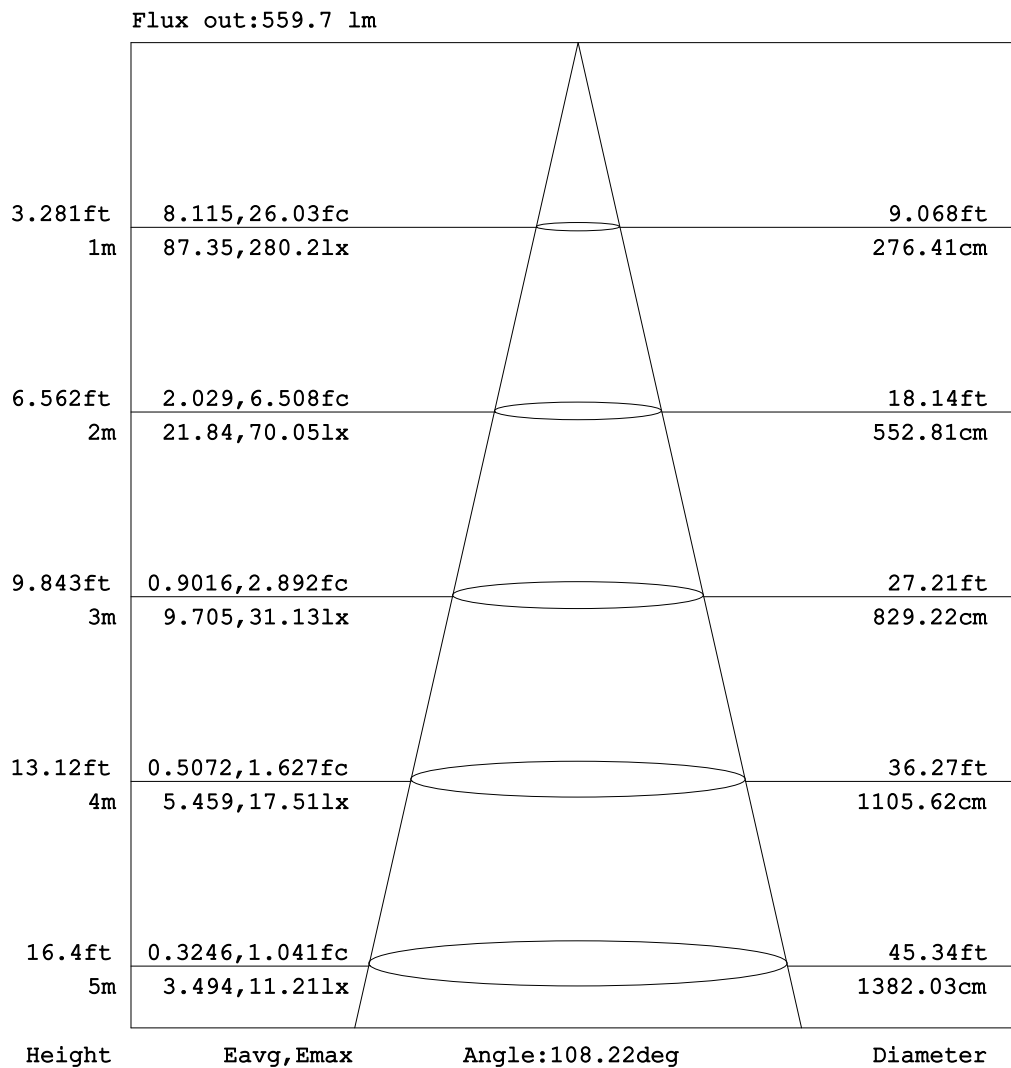 Flux out:559.7 lm
3.281ft 8.115,26.03fc 9.068ft
1m 87.35,280.2lx 276.41cm
6.562ft 2.029,6.508fc 18.14ft
2m 21.84,70.05lx 552.81cm
9.843ft 0.9016,2.892fc 27.21ft
3m 9.705,31.13lx 829.22cm
13.12ft 0.5072,1.627fc 36.27ft
4m 5.459,17.51lx 1105.62cm
16.4ft 0.3246,1.041fc 45.34ft
5m 3.494,11.21lx 1382.03cm
Height Eavg,Emax Angle:108.22deg Diameter